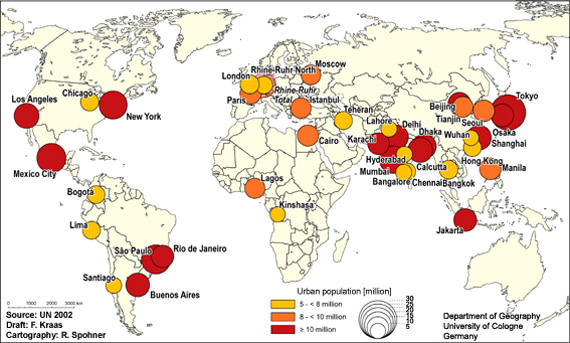 Moscow
Rhine-Ruhr North
London
Rhine-Ruhr
Total
Paris
Istanbul
Chicago
Los Angeles
New York
Teheran
Lahore
Delhi
Dhaka
Karachi
Beijing
Tokyo
Tianjin
Seoul
Wuhan
Osaka
Shanghai
Cairo
Mexico City
Hyderabad
Calcutta
Hong Kong
Manila
Mumbai
Bangalore
Chennai
Bangkok
Bogotá
Lagos
Kinshasa
Lima
Jakarta
São Paulo
Rio de Janeiro
Santiago
Buenos Aires
0 1000 2000 3000 km
Source: UN 2002
Draft: F. Kraas
Cartography: R. Spohner
Urban population [million]
5 - < 8 million
8 - < 10 million
≥ 10 million
30
25
20
15
10
5
Department of Geography
University of Cologne
Germany